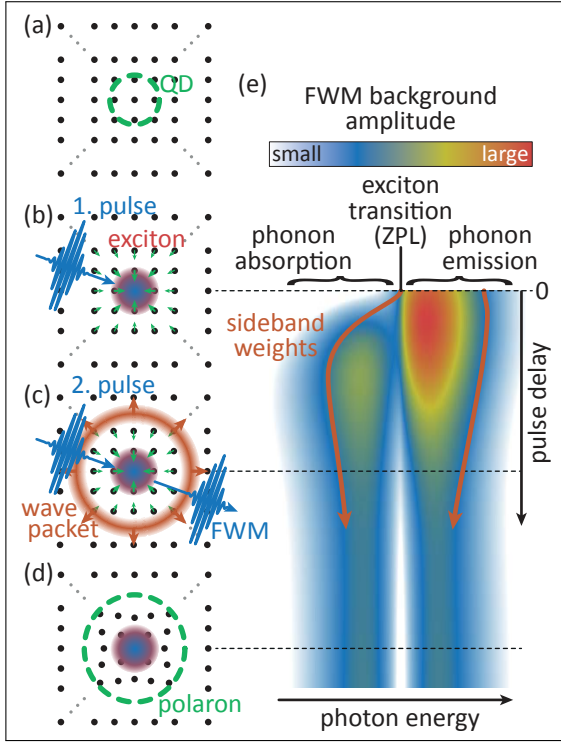 (a)
QD
(b)
1. pulse
exciton
(c)
2. pulse
wave
packet
FWM
(d)
polaron
(e)
FWM background
amplitude
small
large
exciton
transition
(ZPL)
phonon
absorption
phonon
emission
0
sideband
weights
pulse delay
photon energy